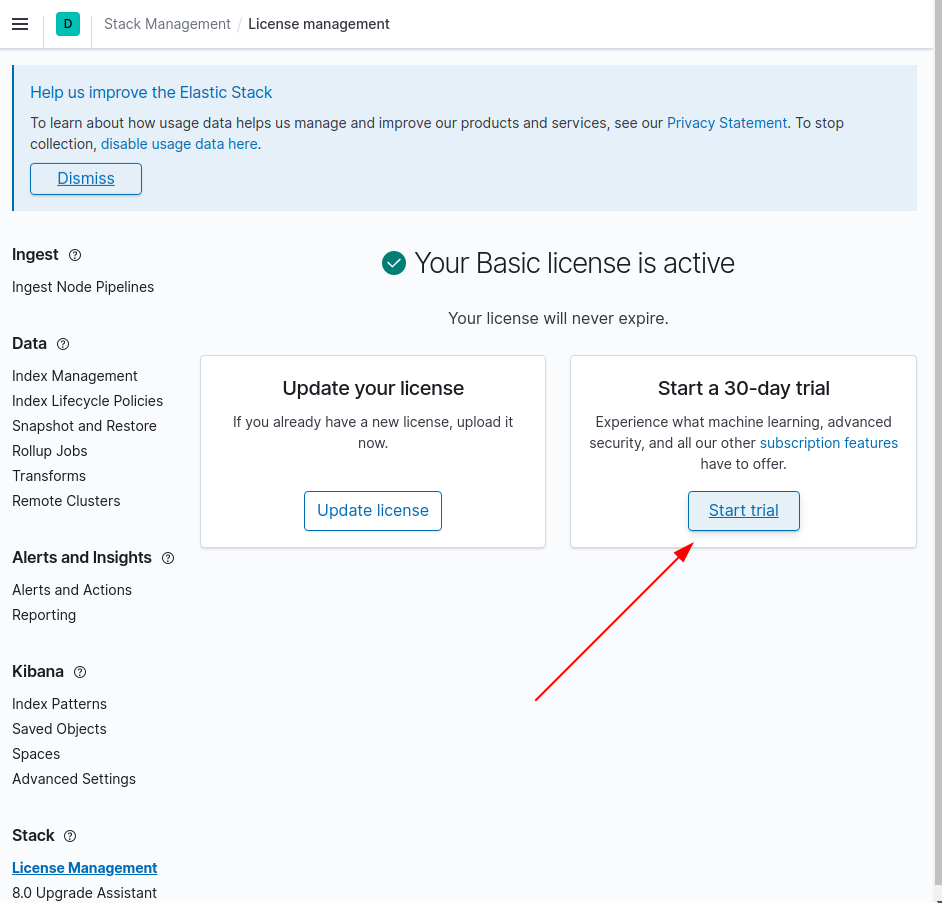 D Stack Management / License management
Help us improve the Elastic Stack
To learn about how usage data helps us manage and improve our products and services, see our Privacy Statement. To stop
collection, disable usage data here.
Dismiss
Ingest
Ingest Node Pipelines
Data
Index Management
Index Lifecycle Policies
Snapshot and Restore
Rollup Jobs
Transforms
Remote Clusters
Alerts and Insights
Alerts and Actions
Reporting
Kibana
Index Patterns
Saved Objects
Spaces
Advanced Settings
Stack
License Management
8.0 Upgrade Assistant
Your Basic license is active
Your license will never expire.
Update your license
If you already have a new license, upload it
now.
Update license
Start a 30-day trial
Experience what machine learning, advanced
security, and all our other subscription features
have to offer.
Start trial